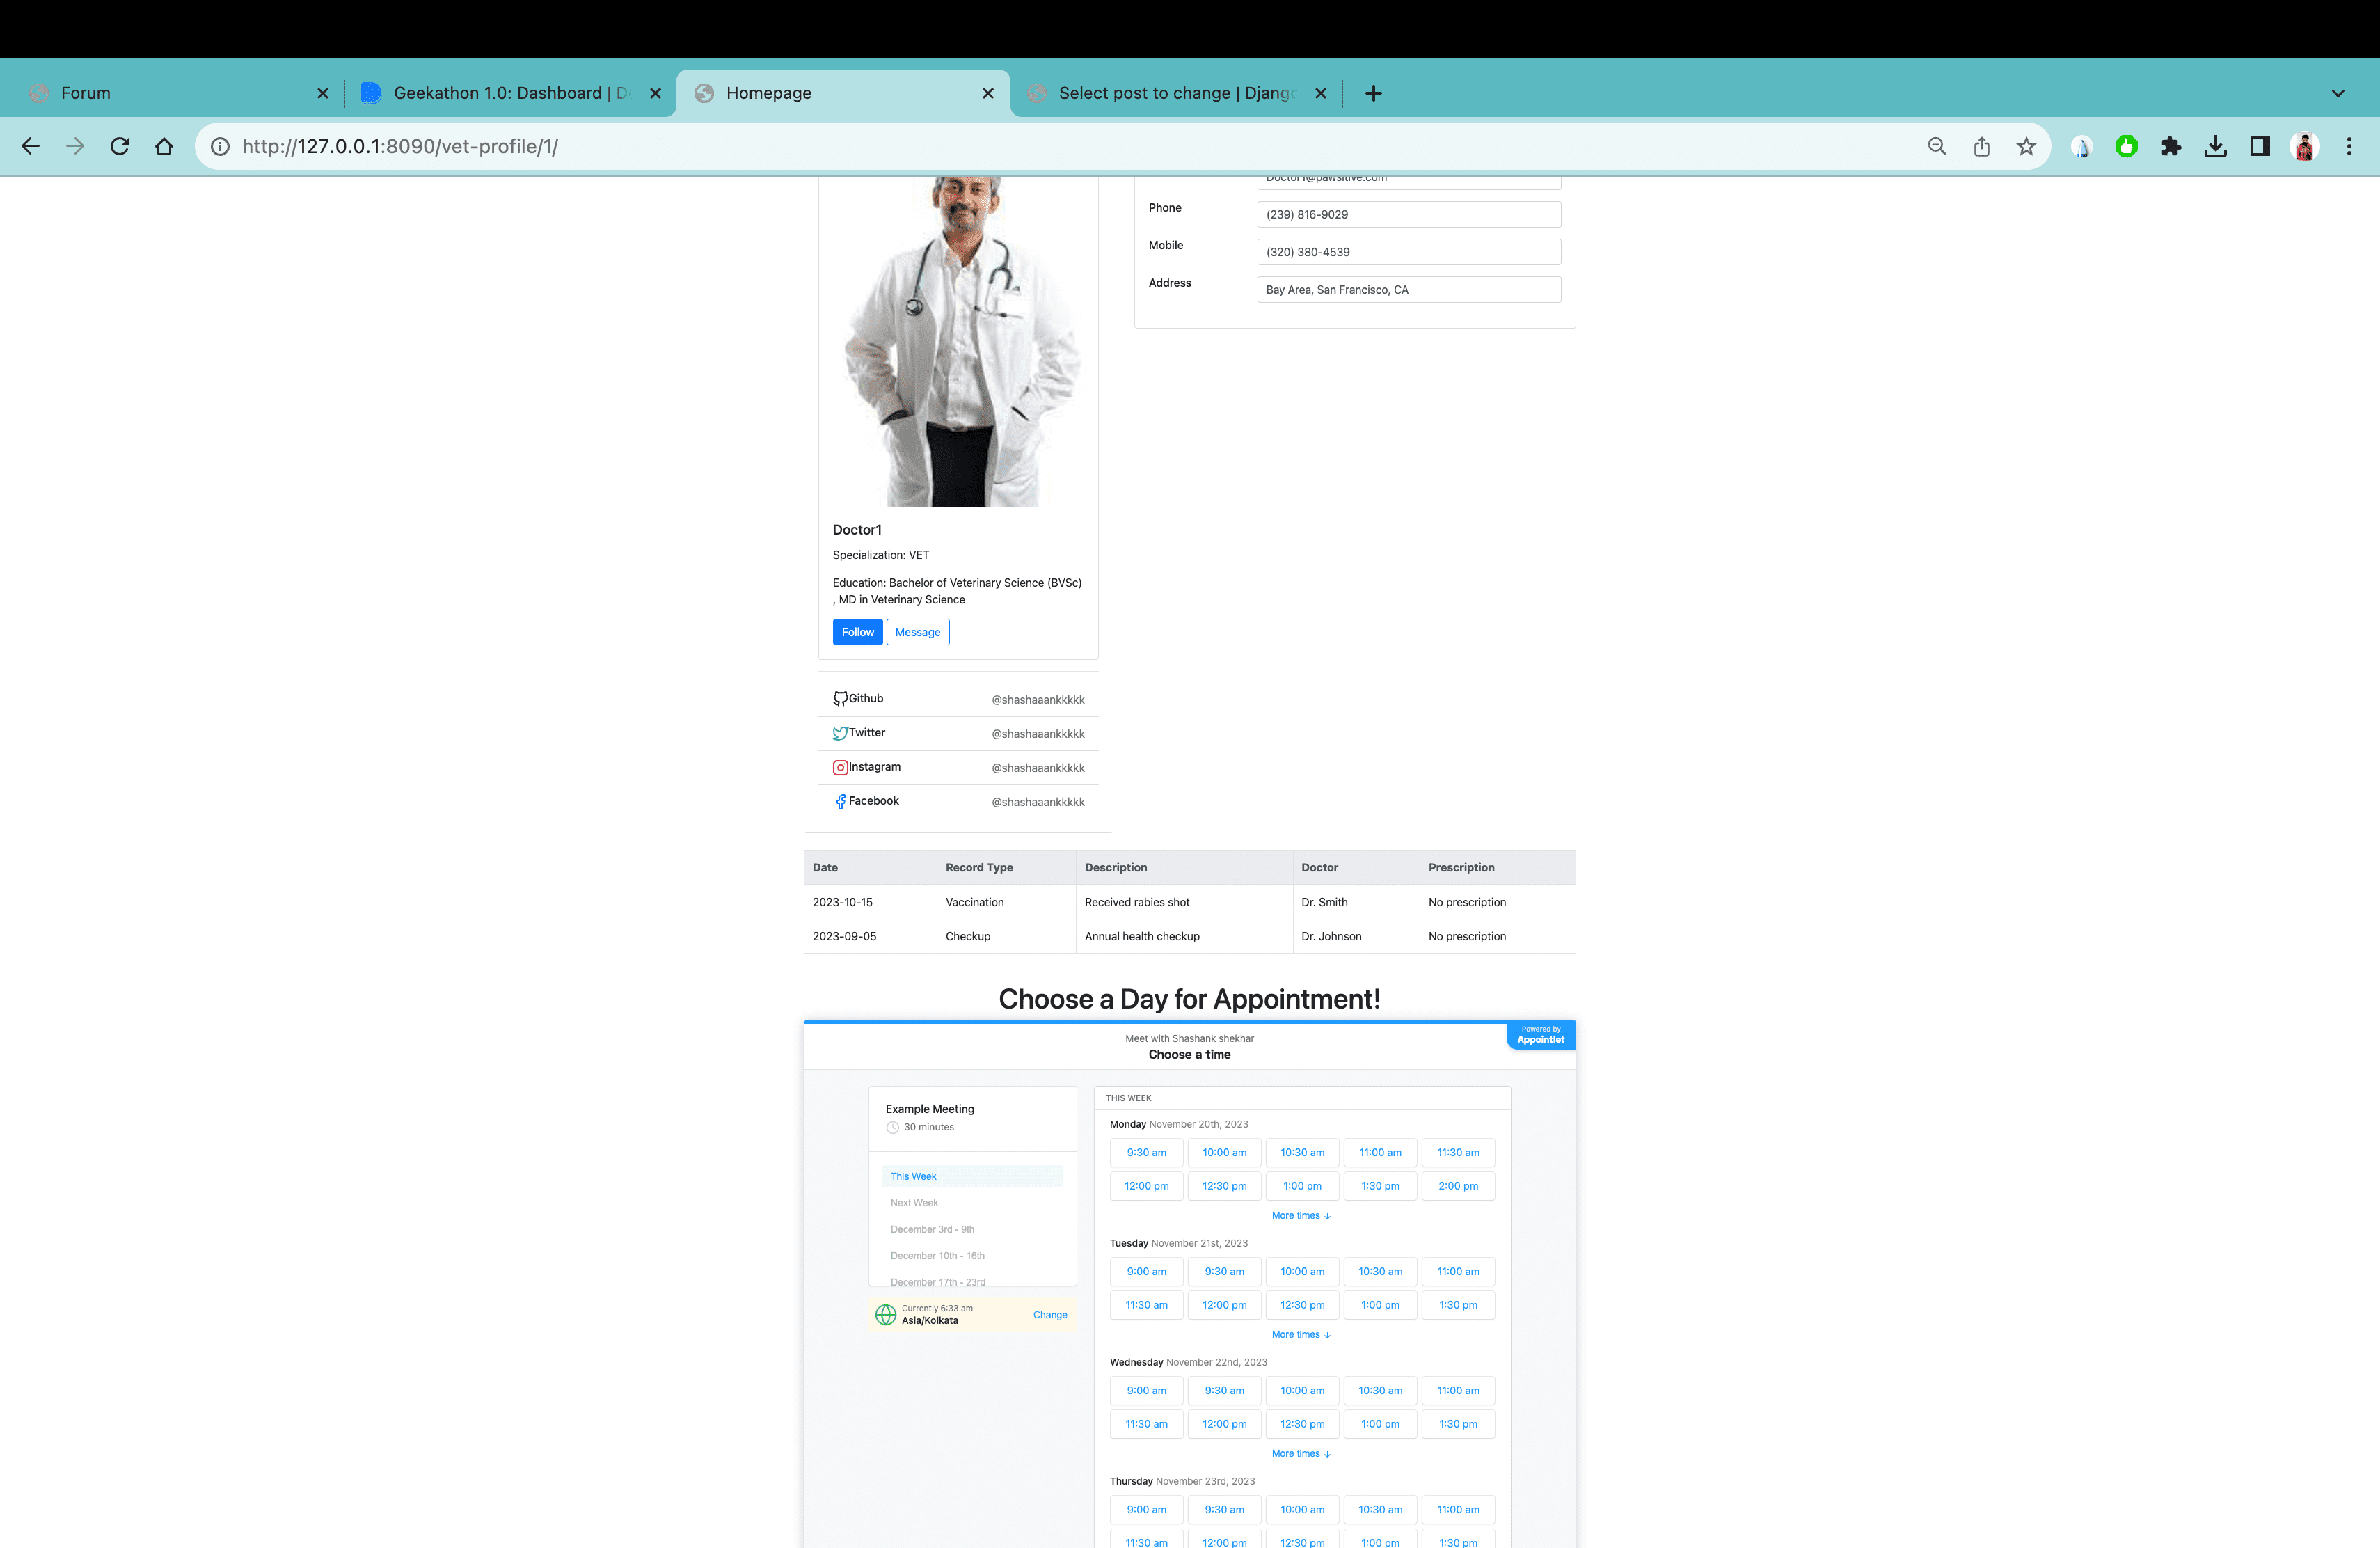 Forum
Geekathon 1.0: Dashboard | D
Homepage
Select post to change | Djang
http://127.0.0.1:8090/vet-profile/1/
Doctor1@pawsitive.com
Phone
(239) 816-9029
Mobile
(320) 380-4539
Address
Bay Area, San Francisco, CA
Doctor1
Specialization: VET
Education: Bachelor of Veterinary Science (BVSc)
, MD in Veterinary Science
Follow Message
Github @shashaaankkkkk
Twitter @shashaaankkkkk
Instagram @shashaaankkkkk
Facebook @shashaaankkkkk
Date Record Type Description Doctor Prescription
2023-10-15 Vaccination Received rabies shot Dr. Smith No prescription
2023-09-05 Checkup Annual health checkup Dr. Johnson No prescription
Choose a Day for Appointment!
Meet with Shashank shekhar
Choose a time
Powered by
Appointlet
Example Meeting
30 minutes
This Week
Next Week
December 3rd - 9th
December 10th - 16th
December 17th - 23rd
Currently 6:33 am
Asia/Kolkata
Change
THIS WEEK
Monday November 20th, 2023
9:30 am 10:00 am 10:30 am 11:00 am 11:30 am
12:00 pm 12:30 pm 1:00 pm 1:30 pm 2:00 pm
More times ↓
Tuesday November 21st, 2023
9:00 am 9:30 am 10:00 am 10:30 am 11:00 am
11:30 am 12:00 pm 12:30 pm 1:00 pm 1:30 pm
More times ↓
Wednesday November 22nd, 2023
9:00 am 9:30 am 10:00 am 10:30 am 11:00 am
11:30 am 12:00 pm 12:30 pm 1:00 pm 1:30 pm
More times ↓
Thursday November 23rd, 2023
9:00 am 9:30 am 10:00 am 10:30 am 11:00 am
11:30 am 12:00 pm 12:30 pm 1:00 pm 1:30 pm